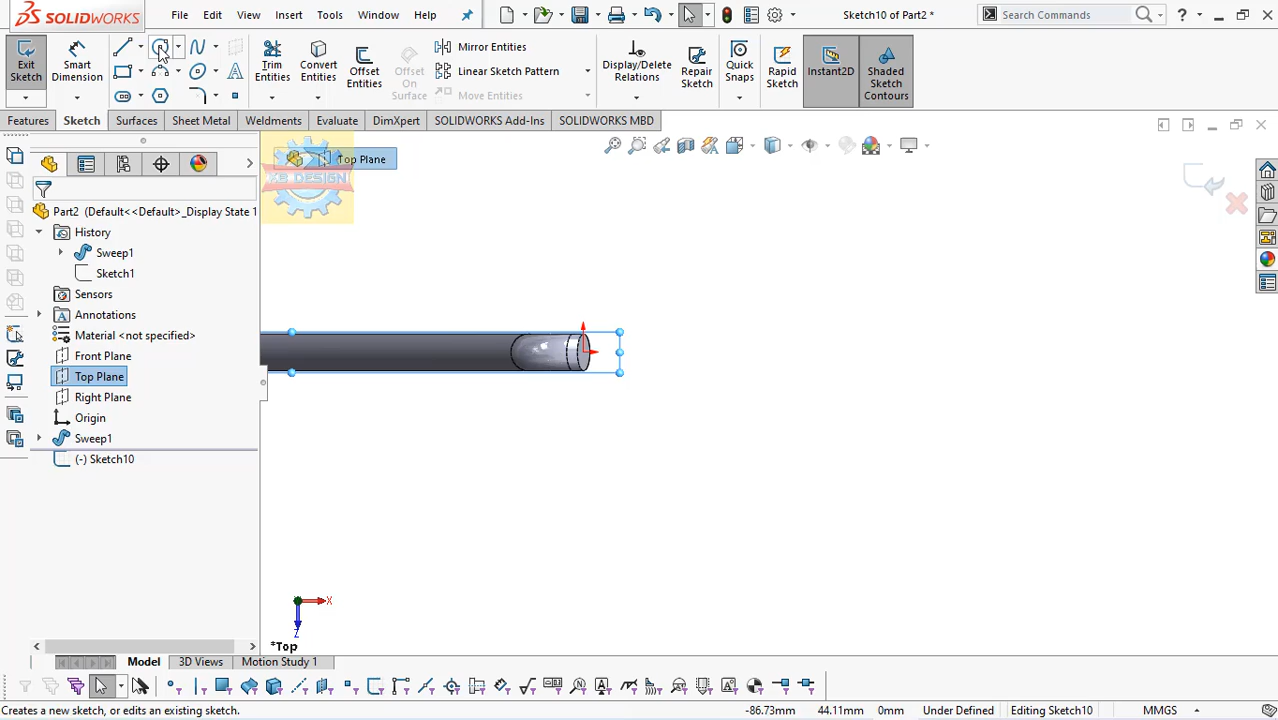 SOLIDWORKS
File Edit View Insert Tools Window Help
Sketch10 of Part2 *
Search Commands
Exit Sketch
Smart Dimension
Trim Entities
Convert Entities
Offset Entities
Offset On Surface
Mirror Entities
Linear Sketch Pattern
Move Entities
Display/Delete Relations
Repair Sketch
Quick Snaps
Rapid Sketch
Instant2D
Shaded Sketch Contours
Features Sketch Surfaces Sheet Metal Weldments Evaluate DimXpert SOLIDWORKS Add-Ins SOLIDWORKS MBD
Top Plane
KB DESIGN
Part2 (Default<<Default>_Display State 1
History
Sweep1
Sketch1
Sensors
Annotations
Material <not specified>
Front Plane
Top Plane
Right Plane
Origin
Sweep1
(-) Sketch10
X
Z
*Top
Model 3D Views Motion Study 1
Creates a new sketch, or edits an existing sketch.
-86.73mm 44.11mm 0mm Under Defined Editing Sketch10 MMGS